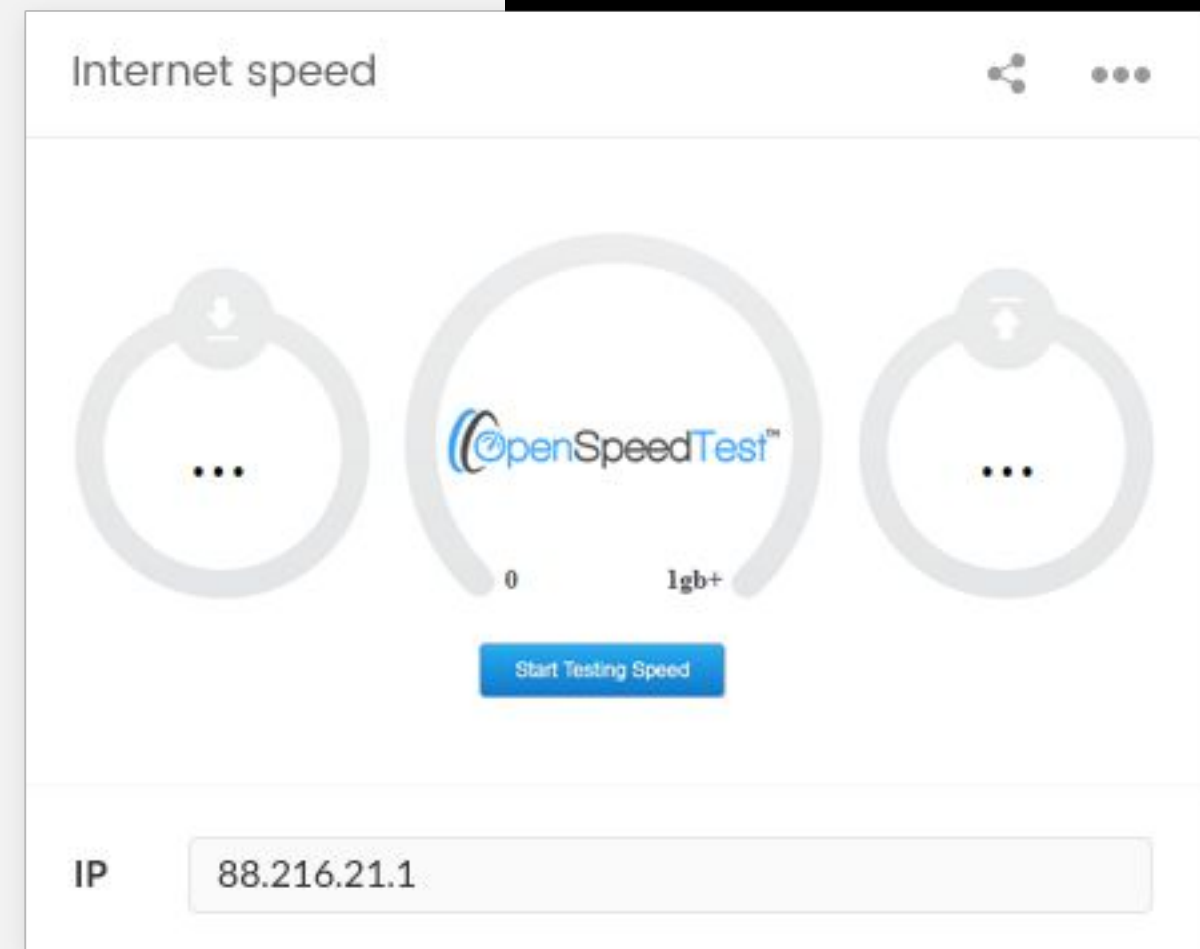 Internet speed
OpenSpeedTest™
0 1gb+
Start Testing Speed
IP 88.216.21.1